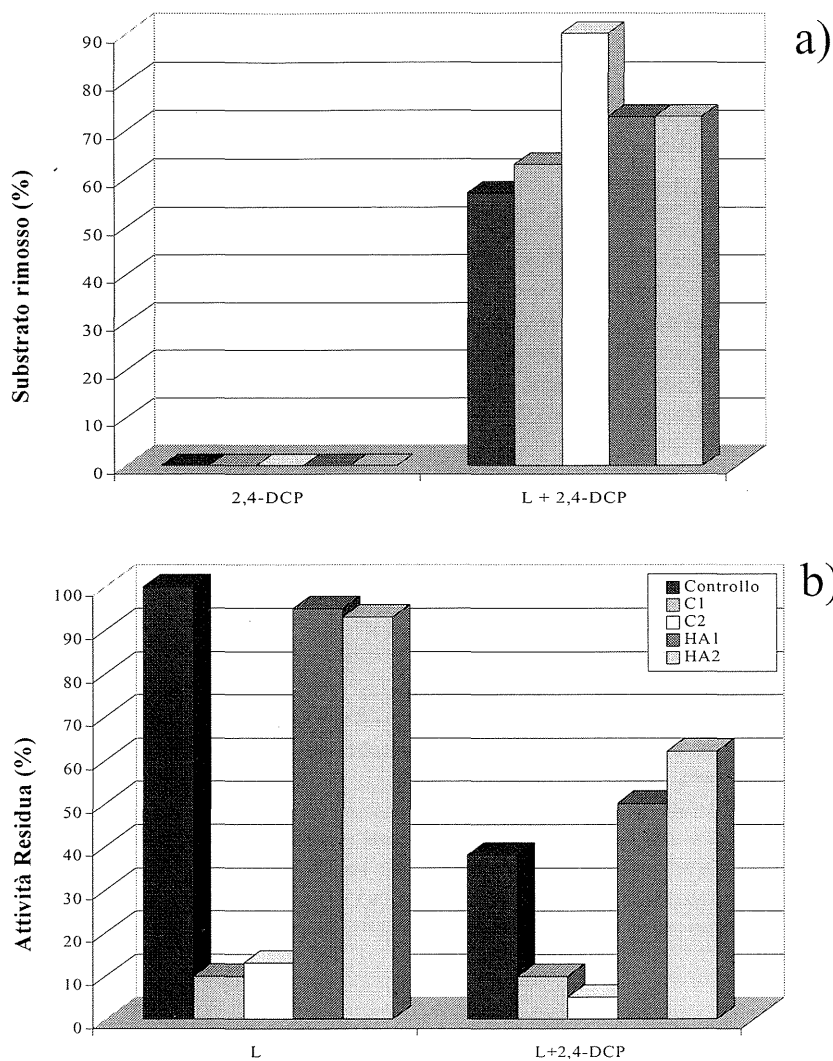 a)
Substrato rimosso (%)
90
80
70
60
50
40
30
20
10
0
2,4-DCP
L + 2,4-DCP
b)
Attività Residua (%)
100
90
80
70
60
50
40
30
20
10
0
Controllo
C1
C2
HA1
HA2
L
L+2,4-DCP